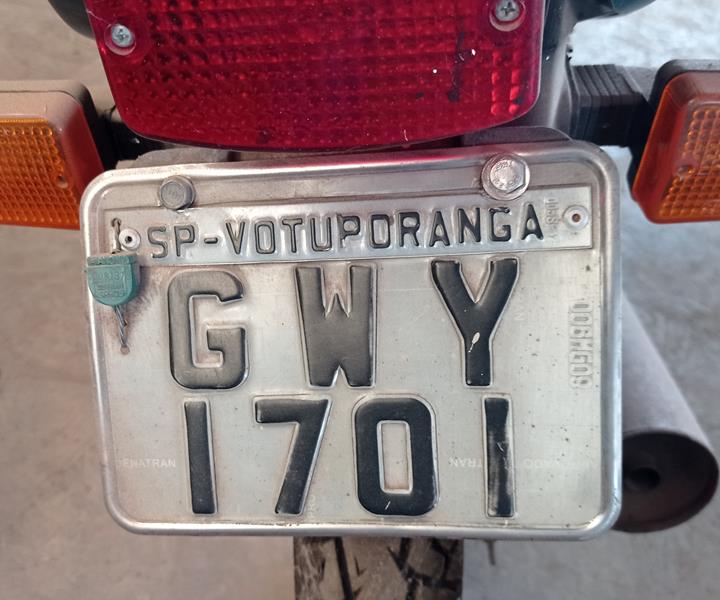 SP-VOTUPORANGA
GWY
1701
DENATRAN